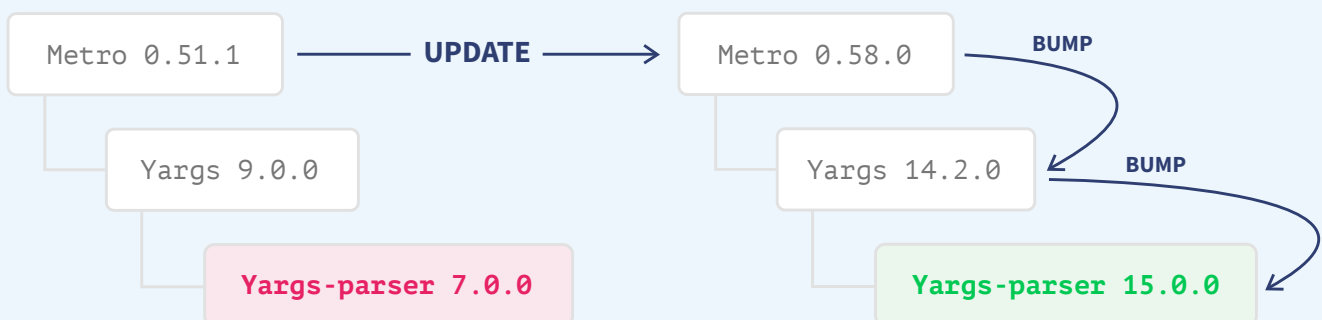 Metro 0.51.1
UPDATE
Metro 0.58.0
BUMP
Yargs 9.0.0
Yargs 14.2.0
BUMP
Yargs-parser 7.0.0
Yargs-parser 15.0.0